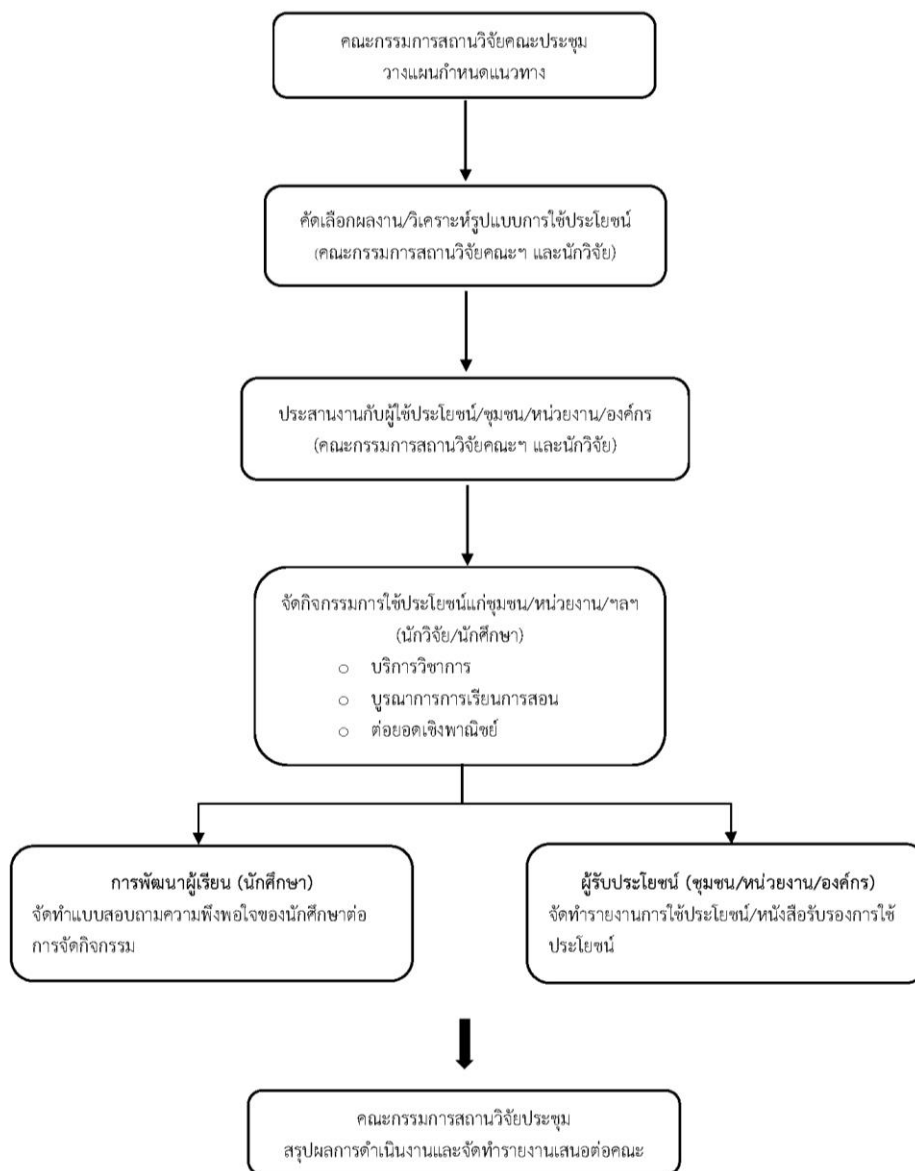 คณะกรรมการสถานวิจัยคณะประชุม
วางแผนกำหนดแนวทาง
คัดเลือกผลงาน/วิเคราะห์รูปแบบการใช้ประโยชน์
(คณะกรรมการสถานวิจัยคณะฯ และนักวิจัย)
ประสานงานกับผู้ใช้ประโยชน์/ชุมชน/หน่วยงาน/องค์กร
(คณะกรรมการสถานวิจัยคณะฯ และนักวิจัย)
จัดกิจกรรมการใช้ประโยชน์แก่ชุมชน/หน่วยงาน/ฯลฯ
(นักวิจัย/นักศึกษา)
o บริการวิชาการ
o บูรณาการการเรียนการสอน
o ต่อยอดเชิงพาณิชย์
การพัฒนาผู้เรียน (นักศึกษา)
จัดทำแบบสอบถามความพึงพอใจของนักศึกษาต่อ
การจัดกิจกรรม
ผู้รับประโยชน์ (ชุมชน/หน่วยงาน/องค์กร)
จัดทำรายงานการใช้ประโยชน์/หนังสือรับรองการใช้
ประโยชน์
คณะกรรมการสถานวิจัยประชุม
สรุปผลการดำเนินงานและจัดทำรายงานเสนอต่อคณะ